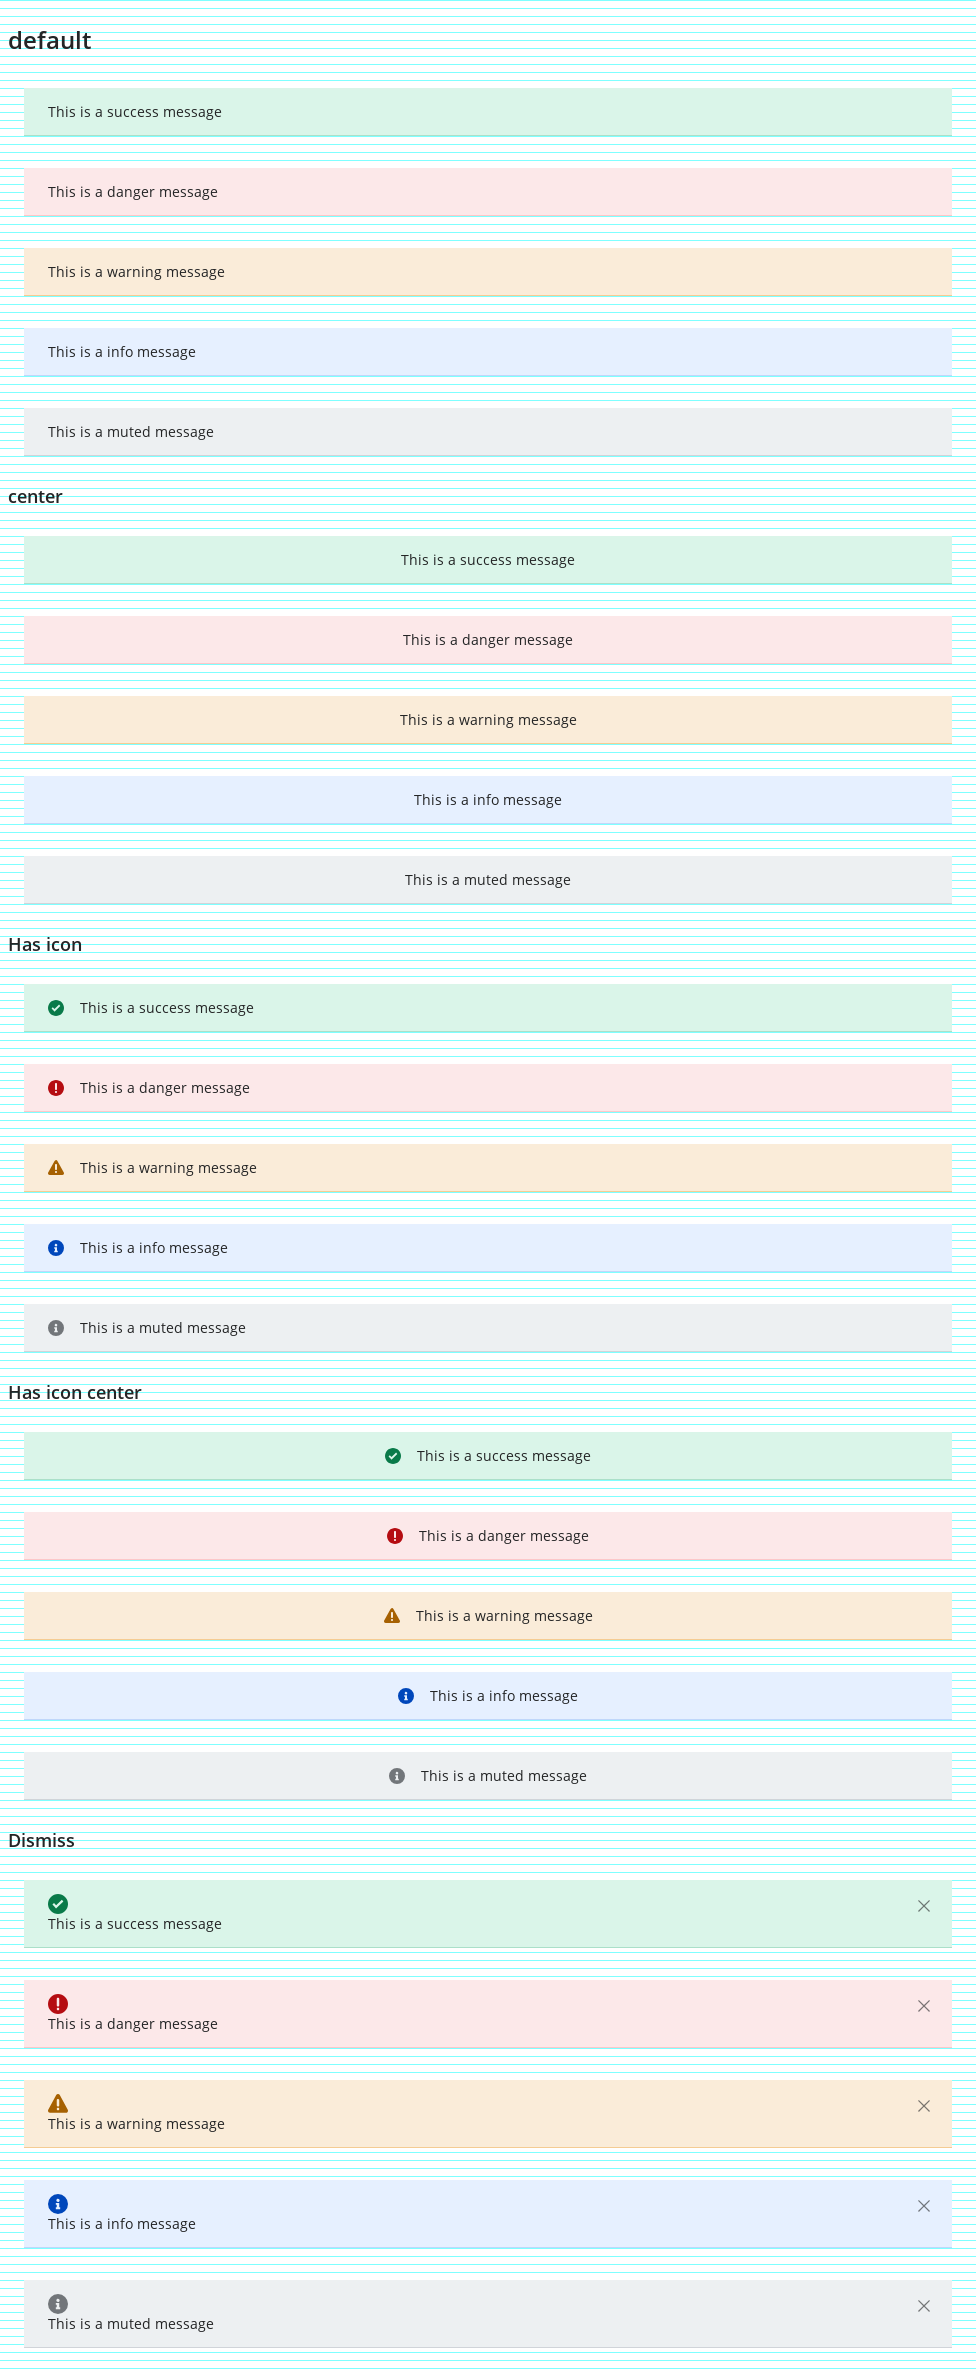 default
This is a success message
This is a danger message
This is a warning message
This is a info message
This is a muted message
center
This is a success message
This is a danger message
This is a warning message
This is a info message
This is a muted message
Has icon
This is a success message
This is a danger message
This is a warning message
This is a info message
This is a muted message
Has icon center
This is a success message
This is a danger message
This is a warning message
This is a info message
This is a muted message
Dismiss
This is a success message
This is a danger message
This is a warning message
This is a info message
This is a muted message